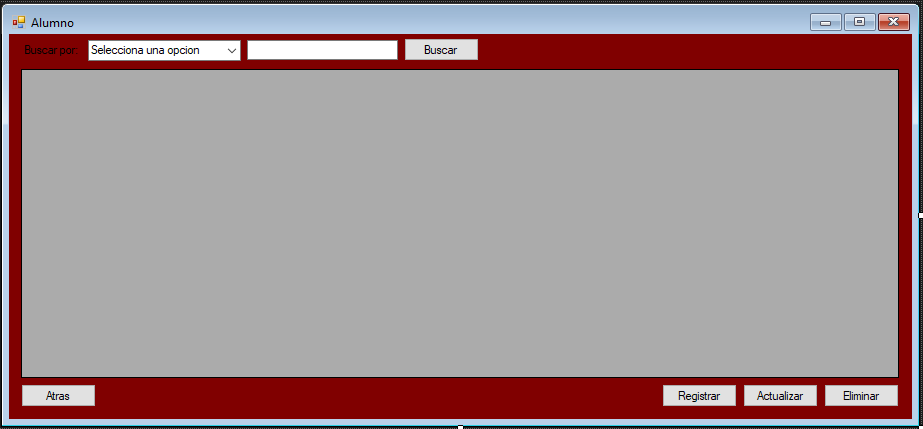 Alumno
Buscar por: Selecciona una opcion Buscar
Atras Registrar Actualizar Eliminar